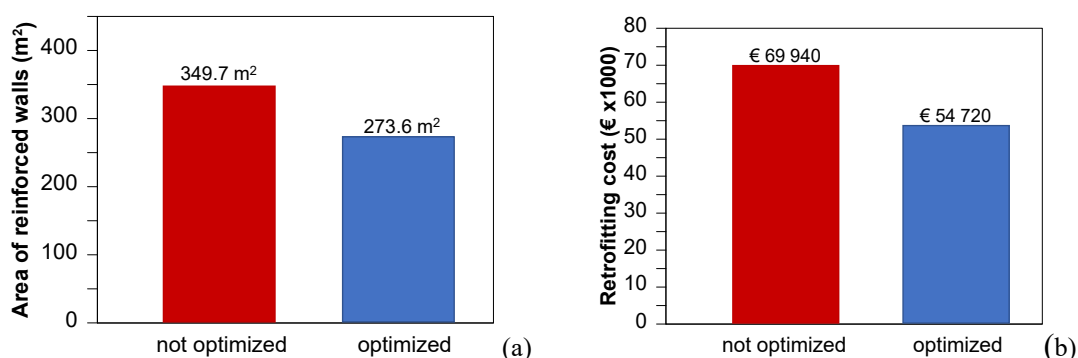 Area of reinforced walls (m²)
400
300
200
100
0
349.7 m²
273.6 m²
not optimized
optimized
(a)
Retrofitting cost (€ x1000)
80
70
60
50
40
30
20
10
0
€ 69 940
€ 54 720
not optimized
optimized
(b)